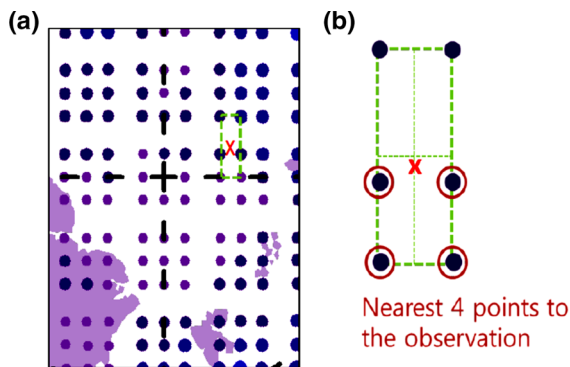 (a)
(b)
X
X
Nearest 4 points to
the observation